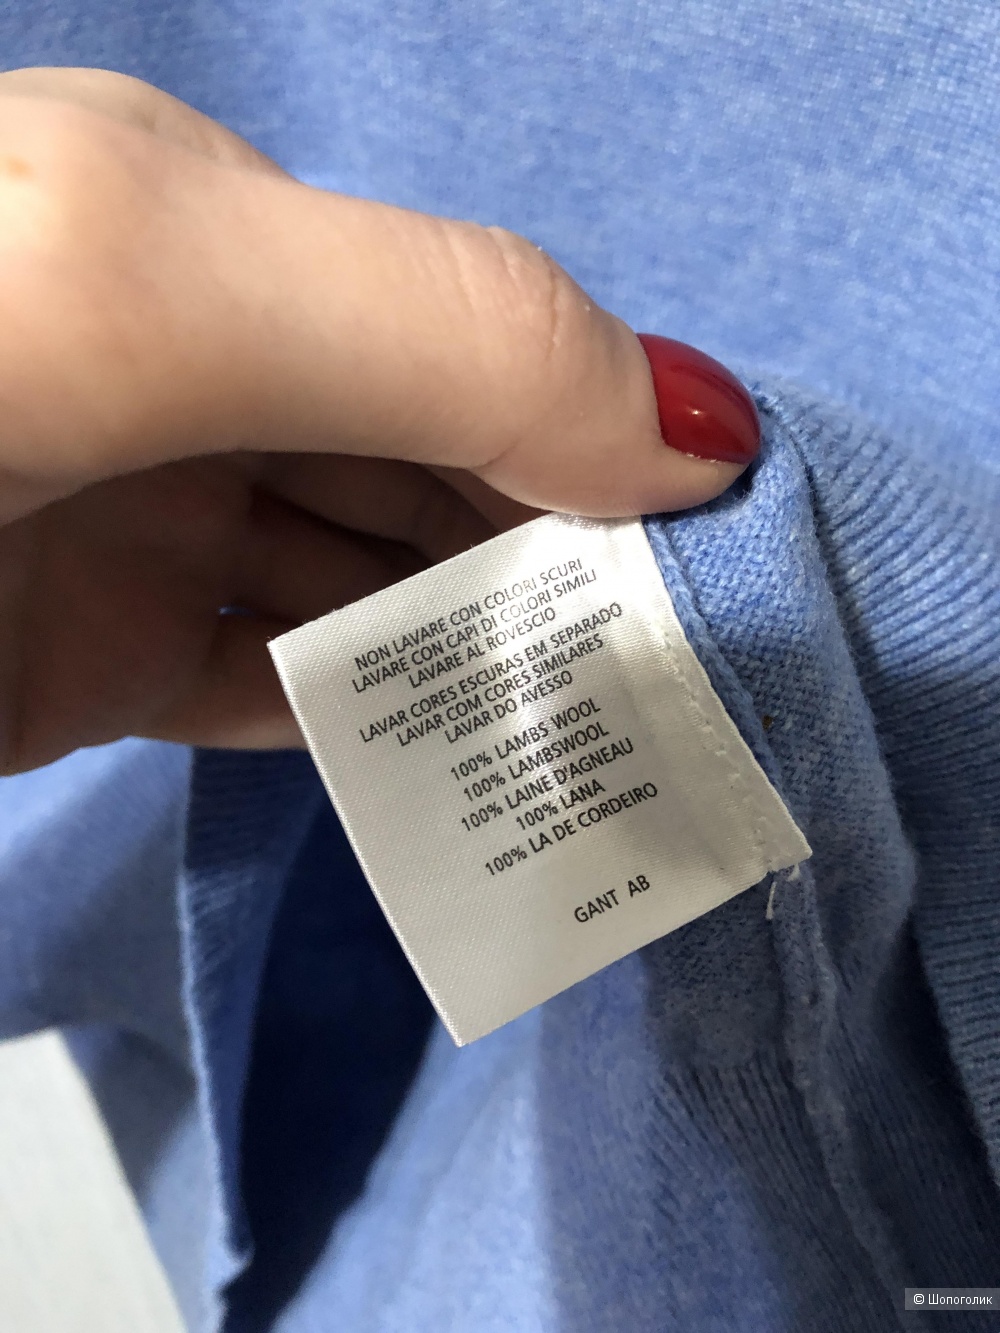 NON LAVARE CON COLORI SCURI
LAVARE CON CAPI DI COLORI SIMILI
LAVARE AL ROVESCIO
LAVAR CORES ESCURAS EM SEPARADO
LAVAR COM CORES SIMILARES
LAVAR DO AVESSO
100% LAMBS WOOL
100% LAMBSWOOL
100% LAINE D'AGNEAU
100% LANA
100% LA DE CORDEIRO
GANT AB
© Шопоголик